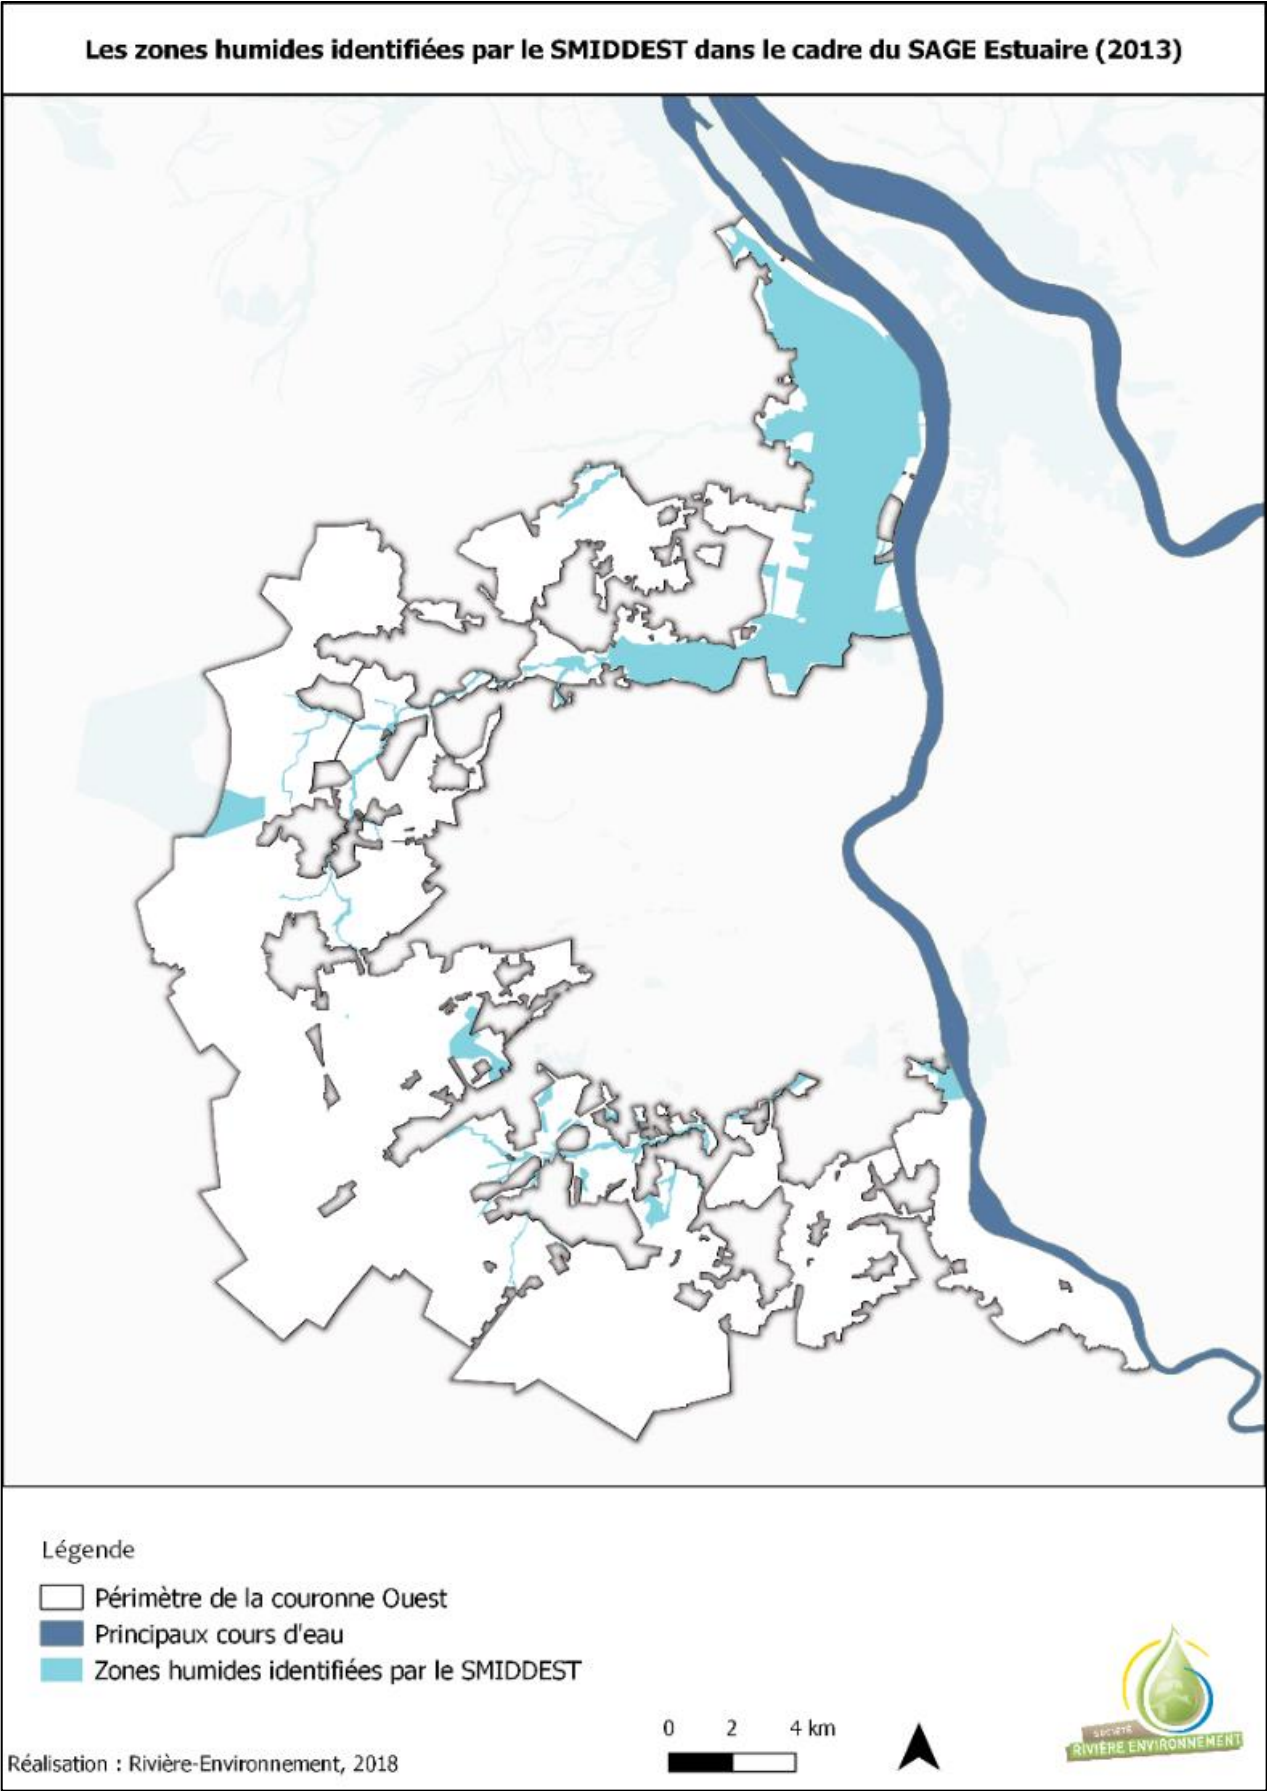 Les zones humides identifiées par le SMIDDEST dans le cadre du SAGE Estuaire (2013)
Légende
Périmètre de la couronne Ouest
Principaux cours d'eau
Zones humides identifiées par le SMIDDEST
0 2 4 km
SOCIÉTÉ
RIVIÈRE ENVIRONNEMENT
Réalisation : Rivière-Environnement, 2018